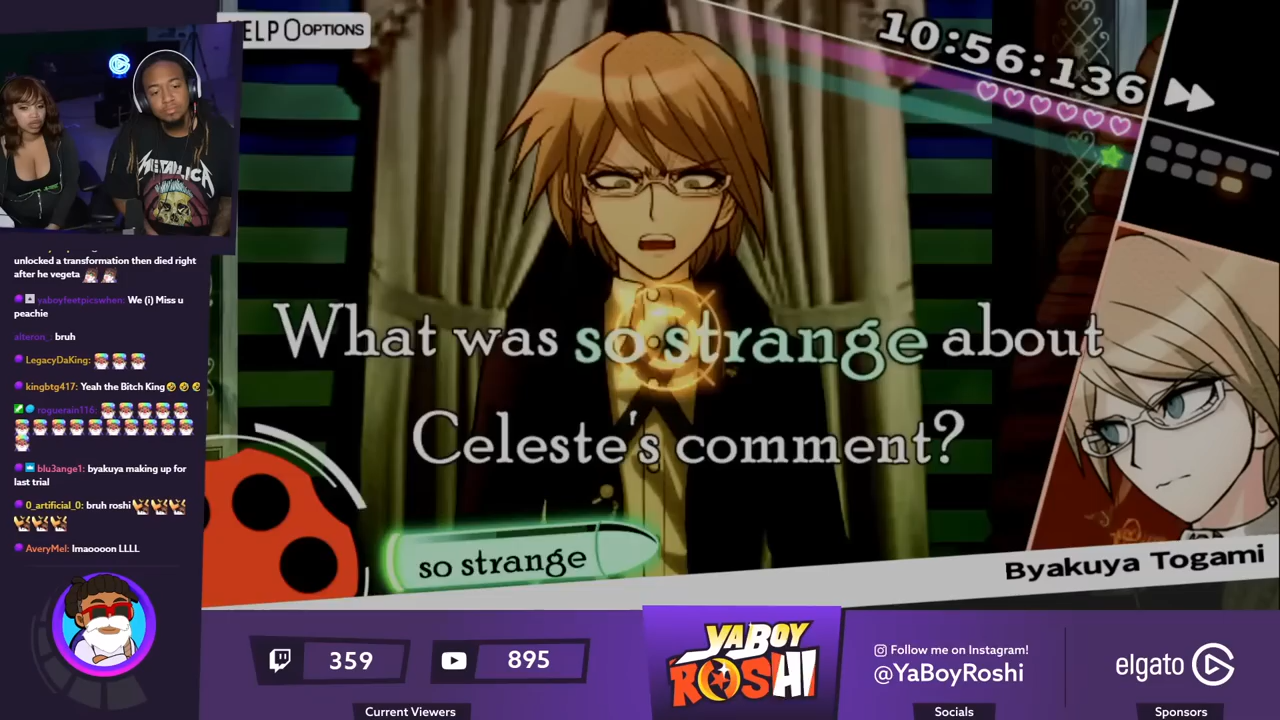 HELP OPTIONS
10:56:136
METALLICA
What was so strange about
Celeste's comment?
so strange
Byakuya Togami
unlocked a transformation then died right
after he vegeta
yaboyfeetpicswhen: We (i) Miss u
peachie
alteron_: bruh
LegacyDaKing:
kingbtg417: Yeah the Bitch King
roguerain116:
blu3ange1: byakuya making up for
last trial
0_artificial_0: bruh roshi
AveryMel: lmaoooon LLLL
359
895
Current Viewers
YABOY
ROSHI
Follow me on Instagram!
@YaBoyRoshi
Socials
elgato
Sponsors